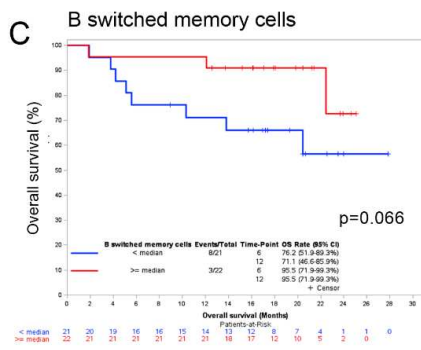 C
B switched memory cells
Overall survival (%)
100
90
80
70
60
50
40
30
20
10
0
p=0.066
B switched memory cells Events/Total Time-Point OS Rate (95% CI)
< median 8/21 6 76.2 (51.9-89.3%)
12 71.1 (46.6-85.9%)
>= median 3/22 6 95.5 (71.9-99.3%)
12 95.5 (71.9-99.3%)
+ Censor
0 2 4 6 8 10 12 14 16 18 20 22 24 26 28 30
Overall survival (Months)
Patients-at-Risk
< median 21 20 19 16 16 15 14 13 12 8 7 4 1 1 0
>= median 22 21 21 21 21 21 21 18 17 12 10 5 2 0